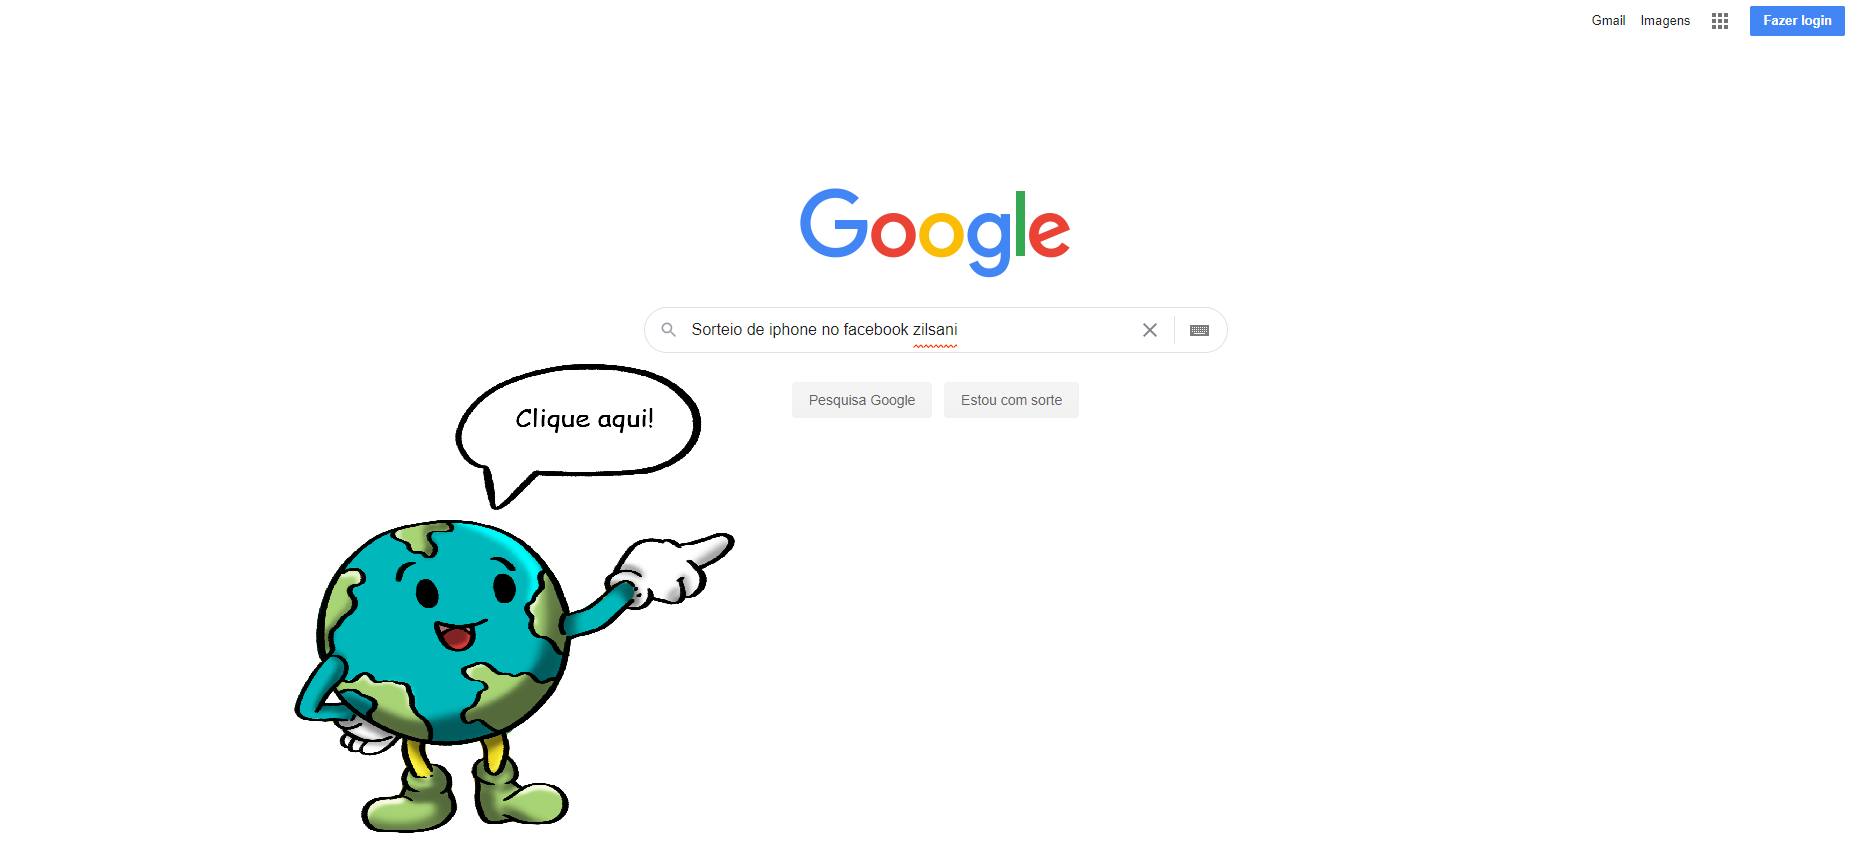 Gmail Imagens Fazer login
Google
Sorteio de iphone no facebook zilsani
Pesquisa Google Estou com sorte
Clique aqui!